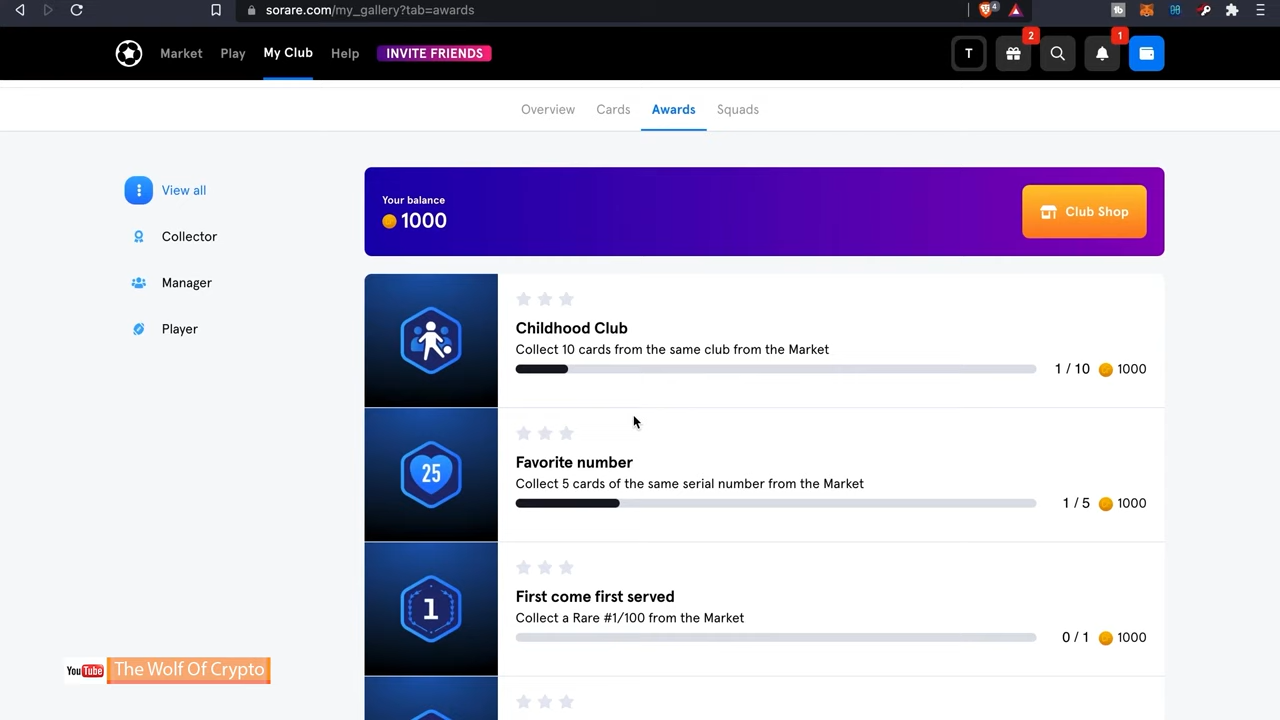 sorare.com/my_gallery?tab=awards
4
Market
Play
My Club
Help
INVITE FRIENDS
T
2
1
Overview
Cards
Awards
Squads
View all
Collector
Manager
Player
Your balance
1000
Club Shop
Childhood Club
Collect 10 cards from the same club from the Market
1 / 10
1000
25
Favorite number
Collect 5 cards of the same serial number from the Market
1 / 5
1000
1
First come first served
Collect a Rare #1/100 from the Market
0 / 1
1000
YouTube
The Wolf Of Crypto